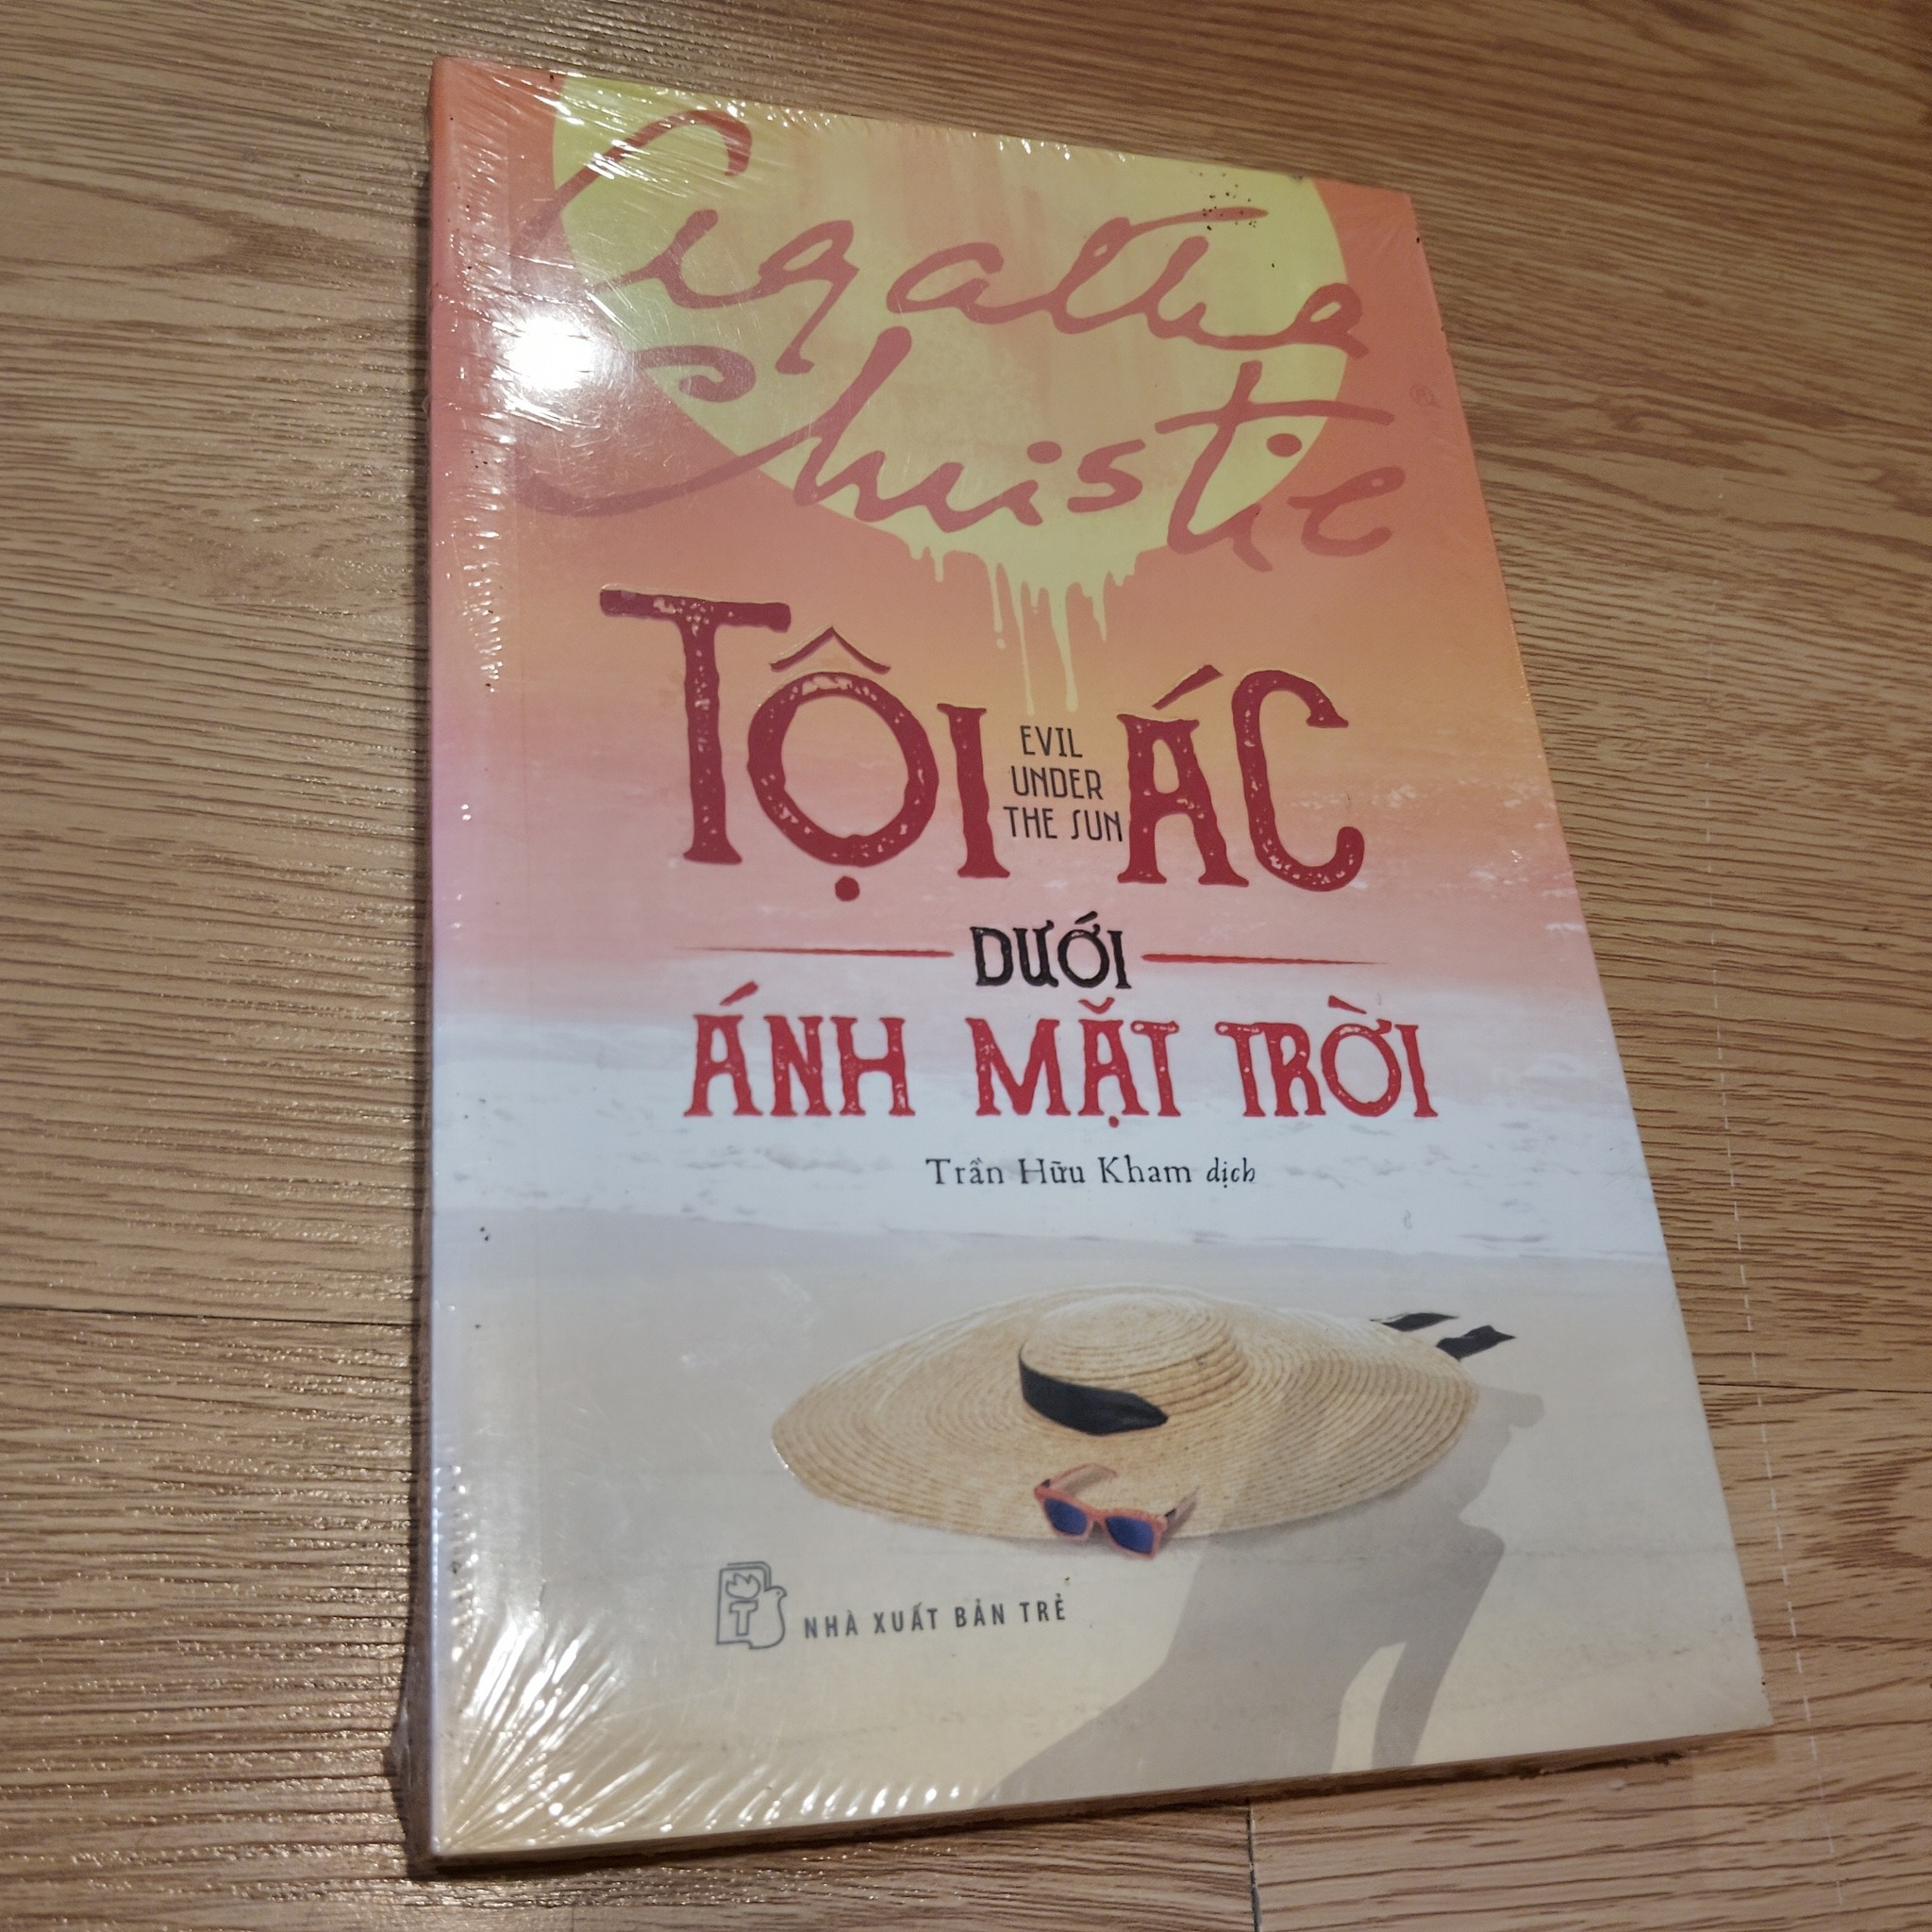 Agatha
Christie
TỘI ÁC
EVIL
UNDER
THE SUN
DƯỚI
ÁNH MẶT TRỜI
Trần Hữu Kham dịch
NHÀ XUẤT BẢN TRẺ